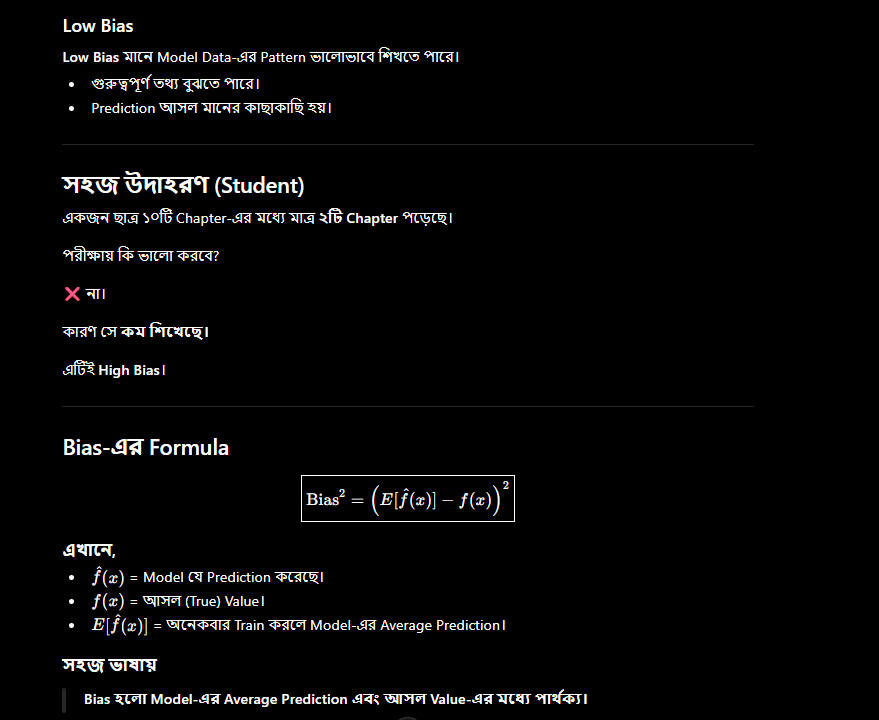 Low Bias
Low Bias মানে Model Data-এর Pattern ভালোভাবে শিখতে পারে।
• গুরুত্বপূর্ণ তথ্য বুঝতে পারে।
• Prediction আসল মানের কাছাকাছি হয়।
সহজ উদাহরণ (Student)
একজন ছাত্র ১০টি Chapter-এর মধ্যে মাত্র ২টি Chapter পড়েছে।
পরীক্ষায় কি ভালো করবে?
❌ না।
কারণ সে কম শিখেছে।
এটিই High Bias।
Bias-এর Formula
Bias² = (E[f̂(x)] − f(x))²
এখানে,
• f̂(x) = Model যে Prediction করেছে।
• f(x) = আসল (True) Value।
• E[f̂(x)] = অনেকবার Train করলে Model-এর Average Prediction।
সহজ ভাষায়
Bias হলো Model-এর Average Prediction এবং আসল Value-এর মধ্যে পার্থক্য।